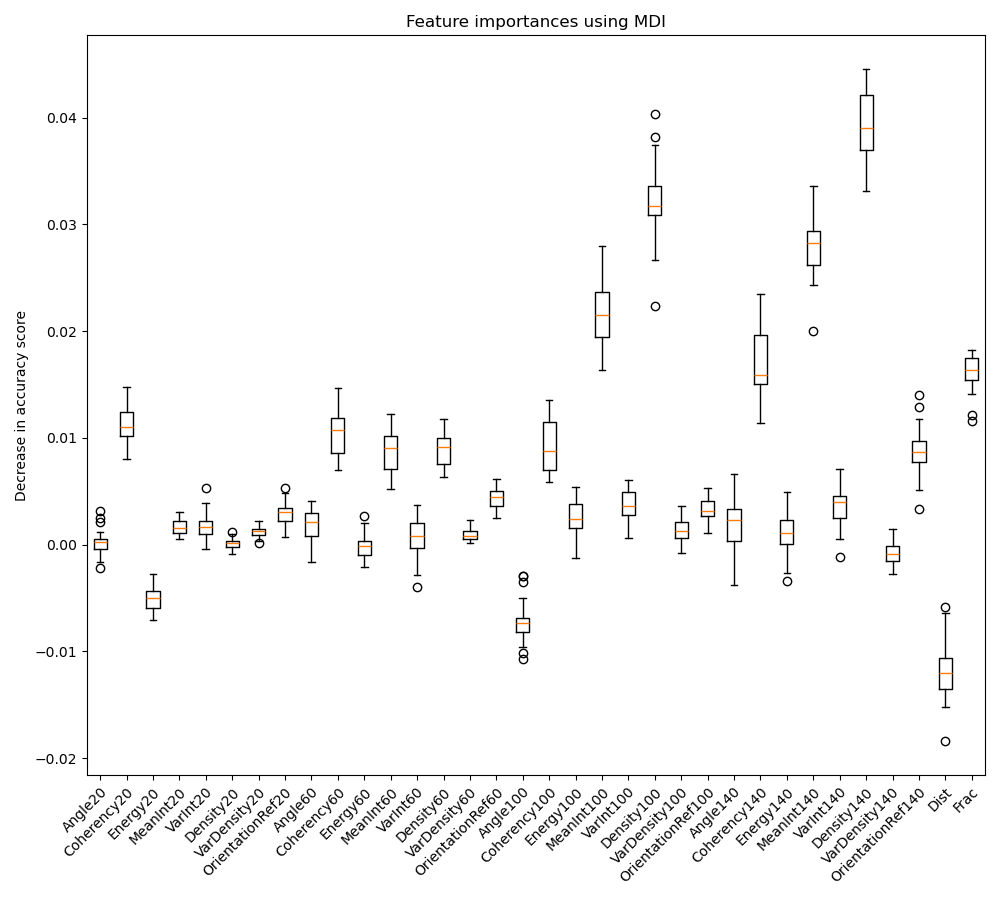 Feature importances using MDI
Decrease in accuracy score
0.04
0.03
0.02
0.01
0.00
−0.01
−0.02
Angle20
Coherency20
Energy20
MeanInt20
VarInt20
Density20
VarDensity20
OrientationRef20
Angle60
Coherency60
Energy60
MeanInt60
VarInt60
Density60
VarDensity60
OrientationRef60
Angle100
Coherency100
Energy100
MeanInt100
VarInt100
Density100
VarDensity100
OrientationRef100
Angle140
Coherency140
Energy140
MeanInt140
VarInt140
Density140
VarDensity140
OrientationRef140
Dist
Frac